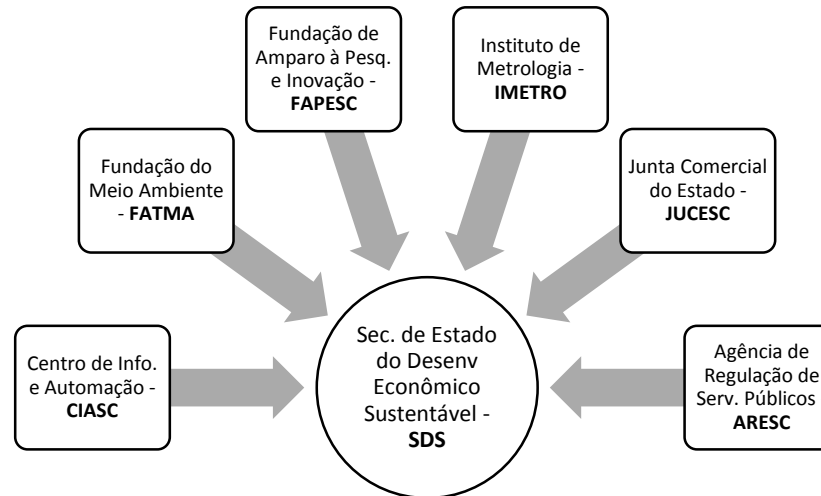 Fundação de
Amparo à Pesq.
e Inovação -
FAPESC
Instituto de
Metrologia -
IMETRO
Fundação do
Meio Ambiente
- FATMA
Junta Comercial
do Estado -
JUCESC
Centro de Info.
e Automação -
CIASC
Sec. de Estado
do Desenv
Econômico
Sustentável -
SDS
Agência de
Regulação de
Serv. Públicos
ARESC